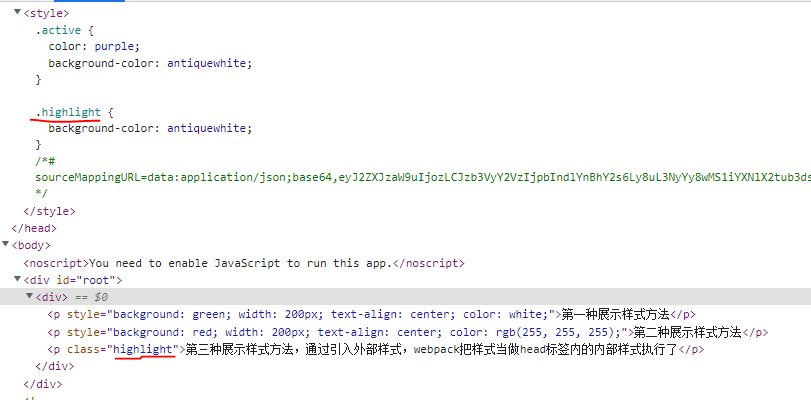 <style>
.active {
color: purple;
background-color: antiquewhite;
}
.highlight {
background-color: antiquewhite;
}
/*#
sourceMappingURL=data:application/json;base64,eyJ2ZXJzaW9uIjozLCJzb3VyY2VzIjpbIndlYnBhY2s6Ly8uL3NyYy8wMS1iYXNlX2tub3ds
*/
</style>
</head>
<body>
<noscript>You need to enable JavaScript to run this app.</noscript>
<div id="root">
<div> == $0
<p style="background: green; width: 200px; text-align: center; color: white;">第一种展示样式方法</p>
<p style="background: red; width: 200px; text-align: center; color: rgb(255, 255, 255);">第二种展示样式方法</p>
<p class="highlight">第三种展示样式方法，通过引入外部样式，webpack把样式当做head标签内的内部样式执行了</p>
</div>
</div>